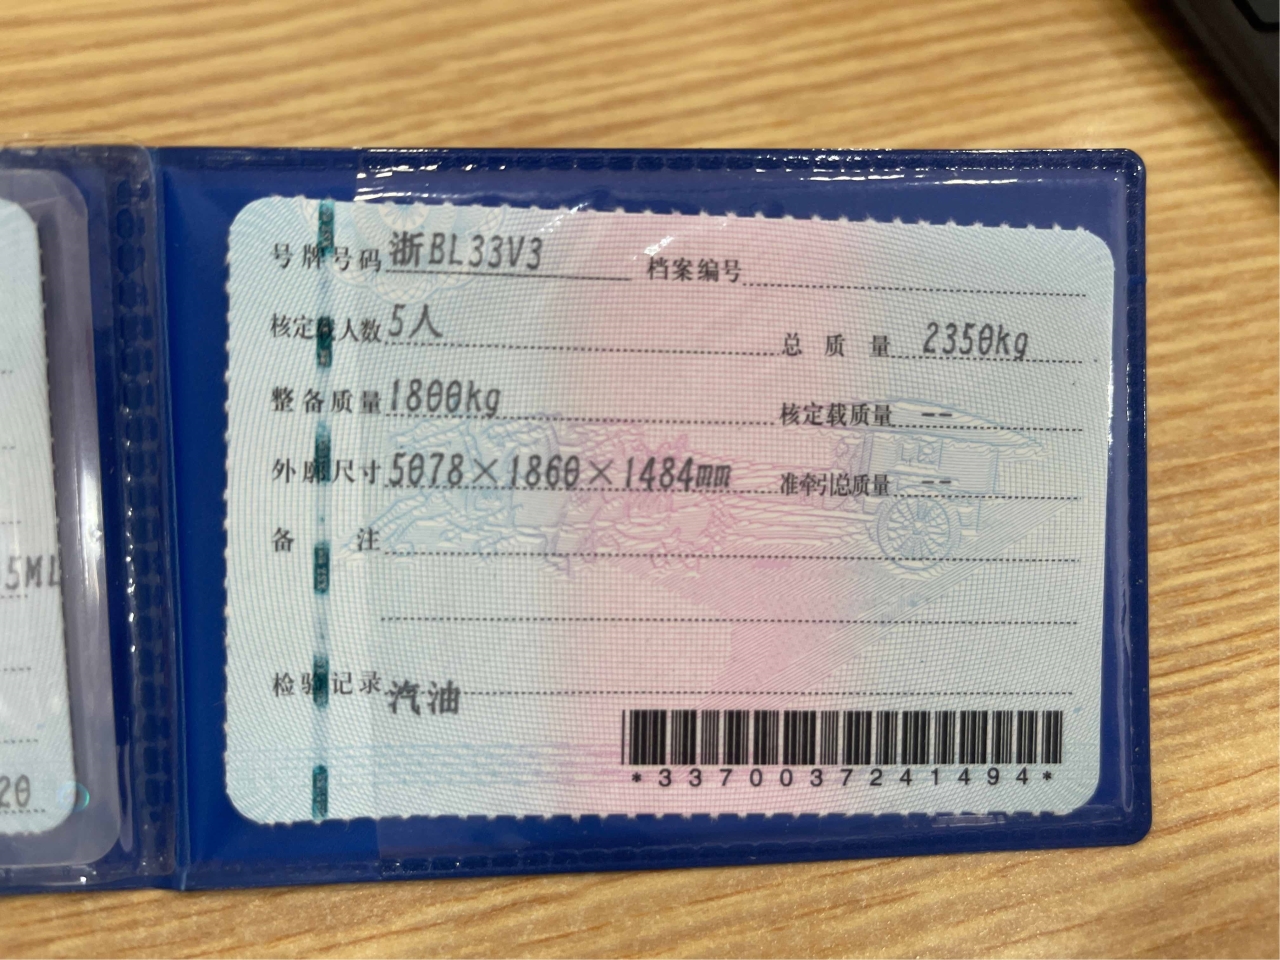 号牌号码 浙BL33V3 档案编号
核定载人数 5人 总质量 2350kg
整备质量 1800kg 核定载质量 --
外廓尺寸 5078×1860×1484mm 准牵引总质量 --
备注
5ML
检验记录 汽油
20
*3370037241494*